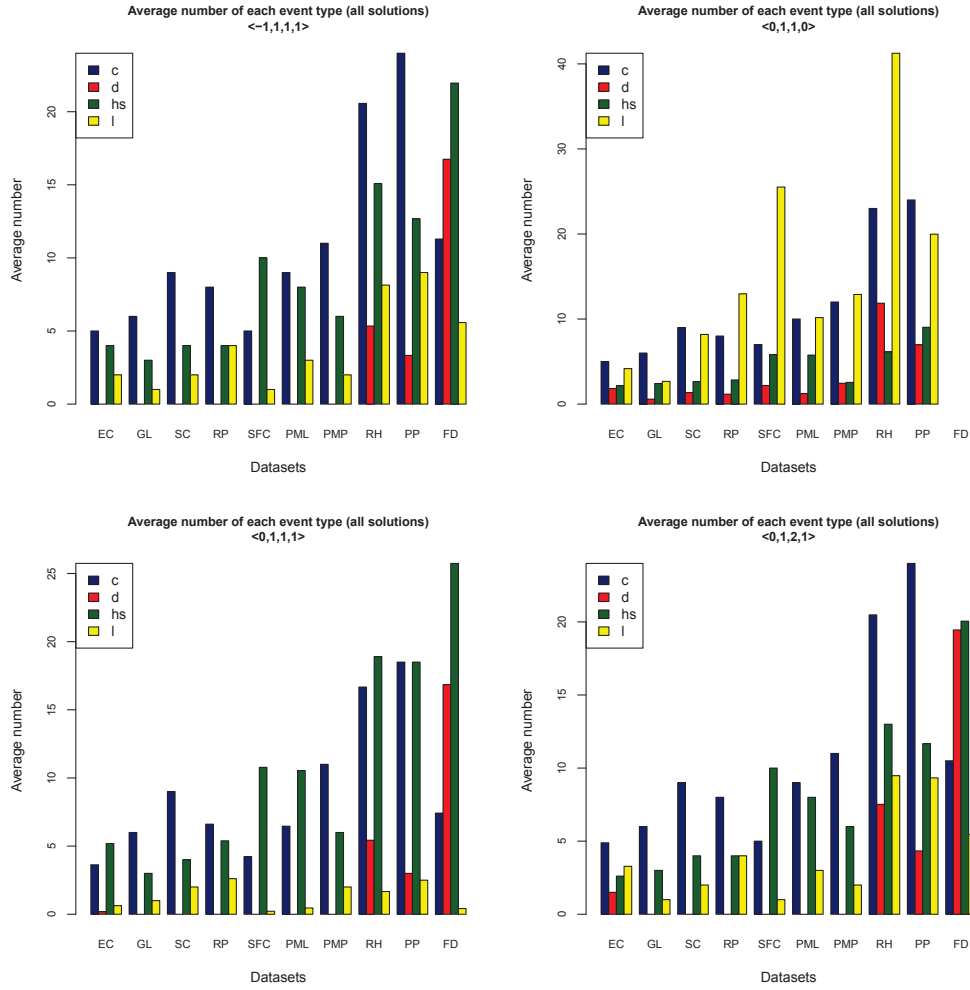 Average number of each event type (all solutions)
<−1,1,1,1>
c
d
hs
l
Average number
0 5 10 15 20
EC GL SC RP SFC PML PMP RH PP FD
Datasets
Average number of each event type (all solutions)
<0,1,1,0>
c
d
hs
l
Average number
0 10 20 30 40
EC GL SC RP SFC PML PMP RH PP FD
Datasets
Average number of each event type (all solutions)
<0,1,1,1>
c
d
hs
l
Average number
0 5 10 15 20 25
EC GL SC RP SFC PML PMP RH PP FD
Datasets
Average number of each event type (all solutions)
<0,1,2,1>
c
d
hs
l
Average number
0 5 10 15 20
EC GL SC RP SFC PML PMP RH PP FD
Datasets